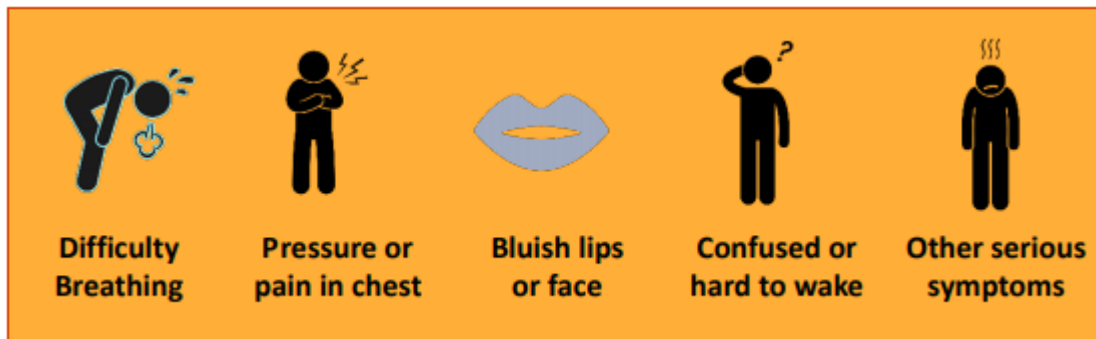 ?
Difficulty
Breathing
Pressure or
pain in chest
Bluish lips
or face
Confused or
hard to wake
Other serious
symptoms